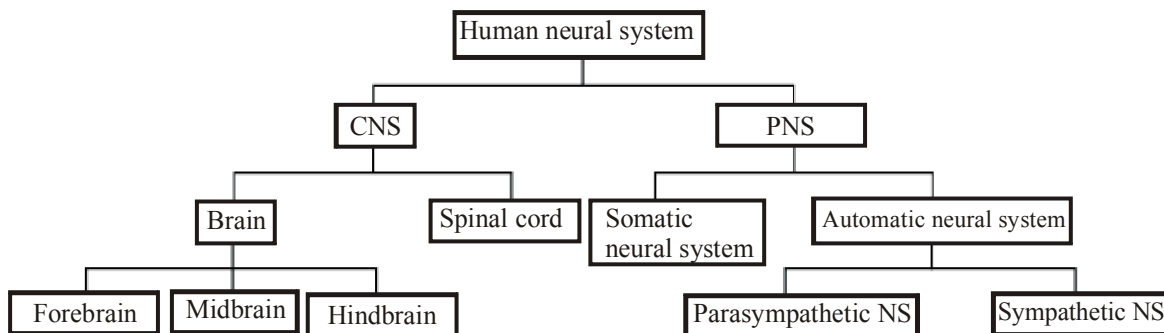 Human neural system
CNS
PNS
Brain
Spinal cord
Somatic
neural system
Automatic neural system
Forebrain
Midbrain
Hindbrain
Parasympathetic NS
Sympathetic NS